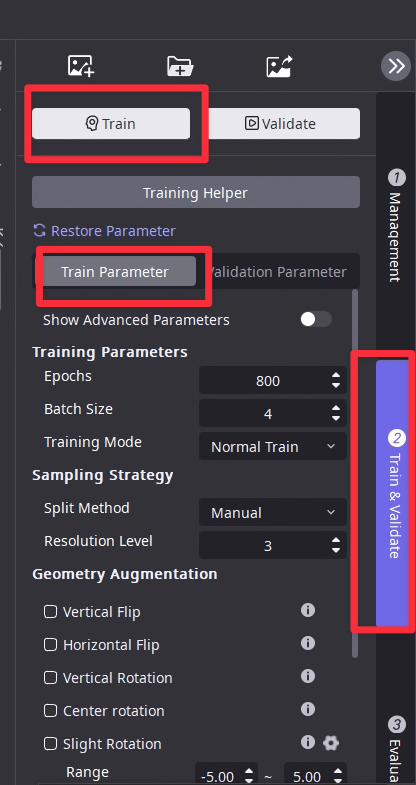 Train
Validate
Training Helper
Restore Parameter
Train Parameter
Validation Parameter
Show Advanced Parameters
Training Parameters
Epochs 800
Batch Size 4
Training Mode Normal Train
Sampling Strategy
Split Method Manual
Resolution Level 3
Geometry Augmentation
Vertical Flip
Horizontal Flip
Vertical Rotation
Center rotation
Slight Rotation
Range -5.00 ~ 5.00
1 Management
2 Train & Validate
3 Evalua